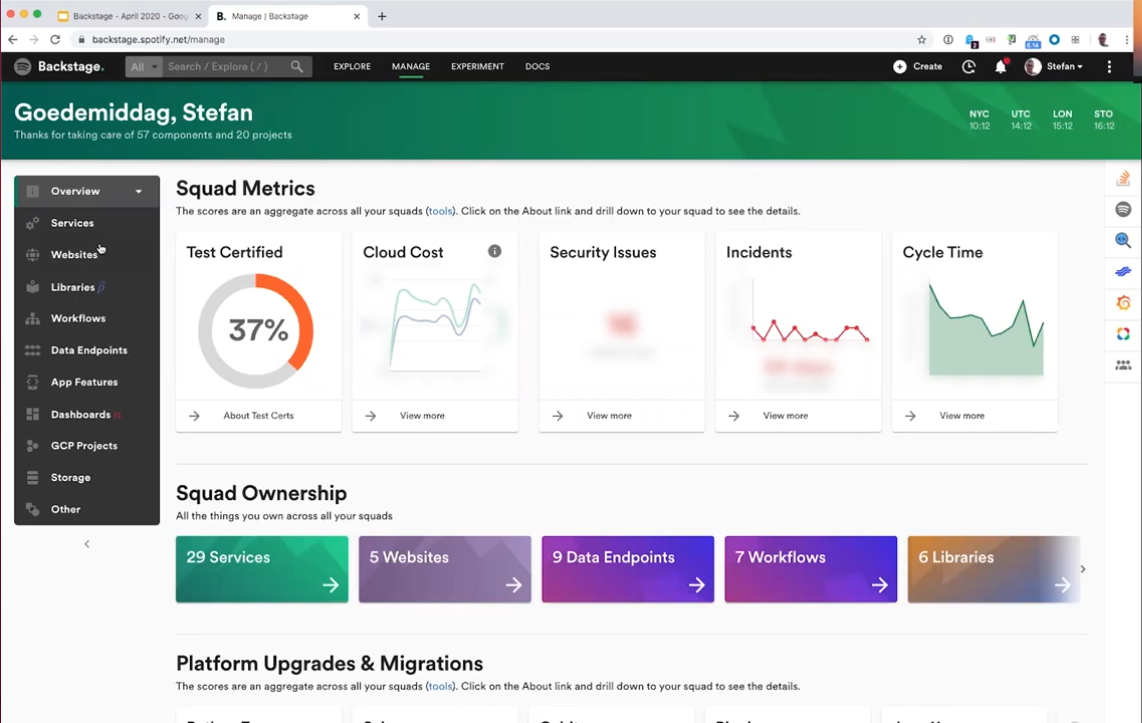 Backstage - April 2020 - Goog
B. Manage | Backstage
backstage.spotify.net/manage
Backstage.
All
Search / Explore ( / )
EXPLORE
MANAGE
EXPERIMENT
DOCS
Create
Stefan
Goedemiddag, Stefan
Thanks for taking care of 57 components and 20 projects
NYC UTC LON STO
10:12 14:12 15:12 16:12
Overview
Services
Websites
Libraries β
Workflows
Data Endpoints
App Features
Dashboards α
GCP Projects
Storage
Other
Squad Metrics
The scores are an aggregate across all your squads (tools). Click on the About link and drill down to your squad to see the details.
Test Certified
37%
About Test Certs
Cloud Cost
View more
Security Issues
View more
Incidents
View more
Cycle Time
View more
Squad Ownership
All the things you own across all your squads
29 Services
5 Websites
9 Data Endpoints
7 Workflows
6 Libraries
Platform Upgrades & Migrations
The scores are an aggregate across all your squads (tools). Click on the About link and drill down to your squad to see the details.